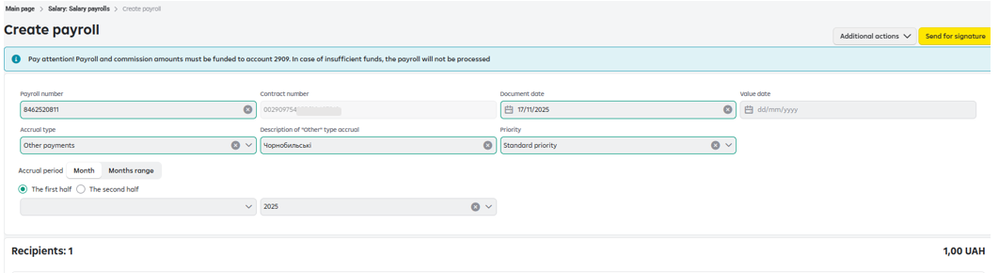 Main page > Salary: Salary payrolls > Create payroll
Create payroll
Additional actions
Send for signature
Pay attention! Payroll and commission amounts must be funded to account 2909. In case of insufficient funds, the payroll will not be processed
Payroll number Contract number Document date Value date
8462520811 002909754 17/11/2025 dd/mm/yyyy
Accrual type Description of "Other" type accrual Priority
Other payments Чорнобильські Standard priority
Accrual period Month Months range
The first half The second half
2025
Recipients: 1 1,00 UAH